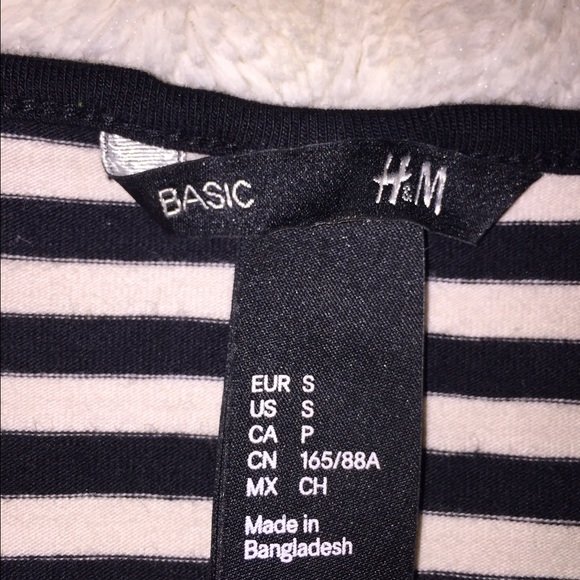 BASIC
H&M
EUR S
US S
CA P
CN 165/88A
MX CH
Made in
Bangladesh